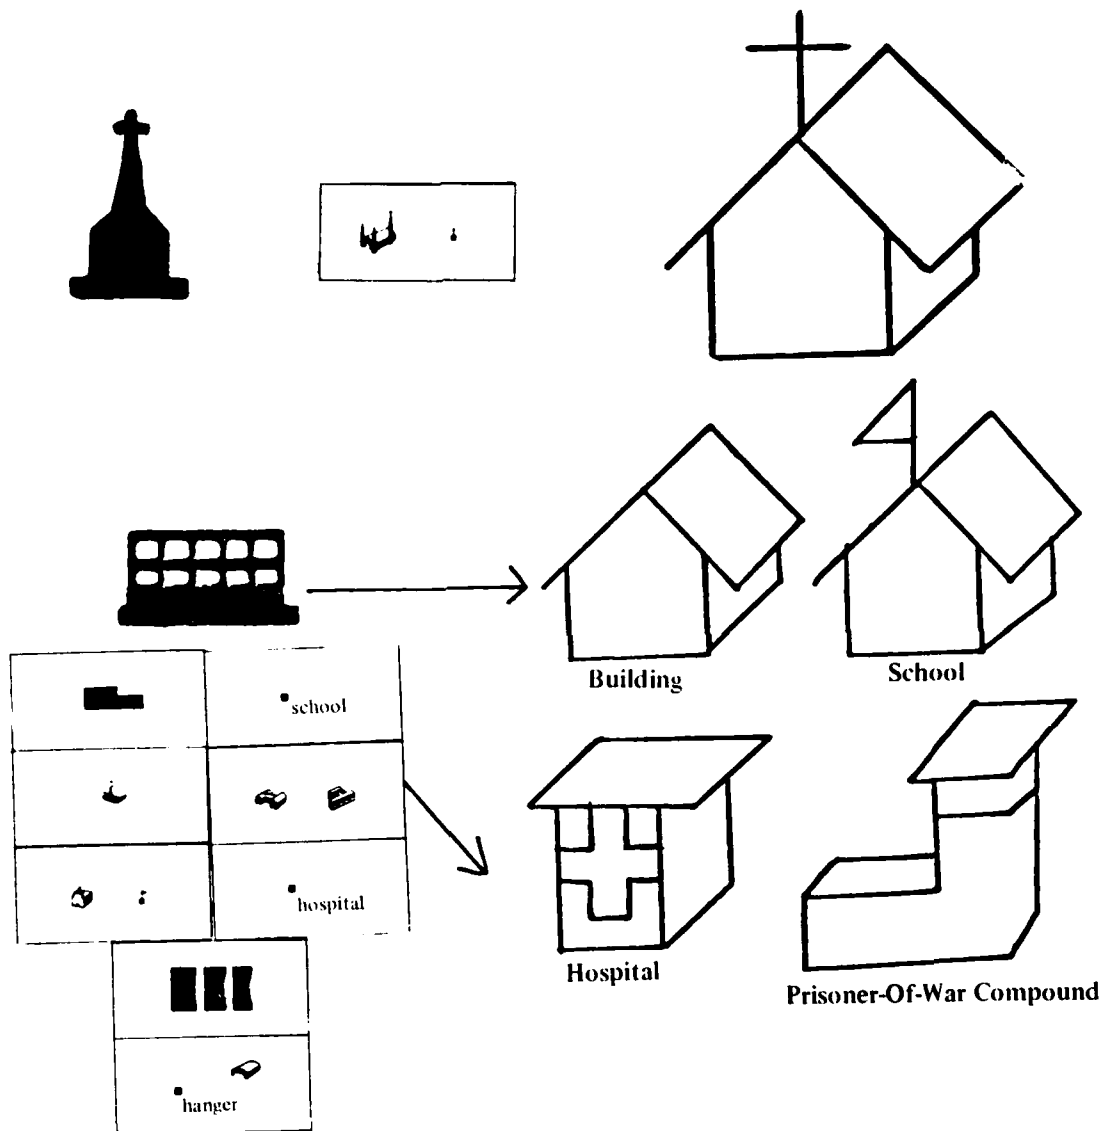 Building
School
school
hospital
Hospital
Prisoner-Of-War Compound
hanger